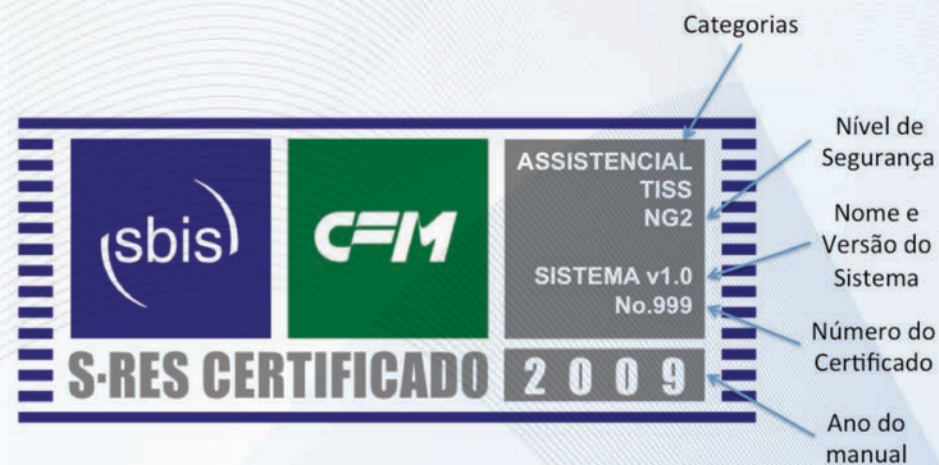 Categorias
Nível de
Segurança
Nome e
Versão do
Sistema
Número do
Certificado
Ano do
manual
sbis
CFM
ASSISTENCIAL
TISS
NG2
SISTEMA v1.0
No.999
S-RES CERTIFICADO 2009